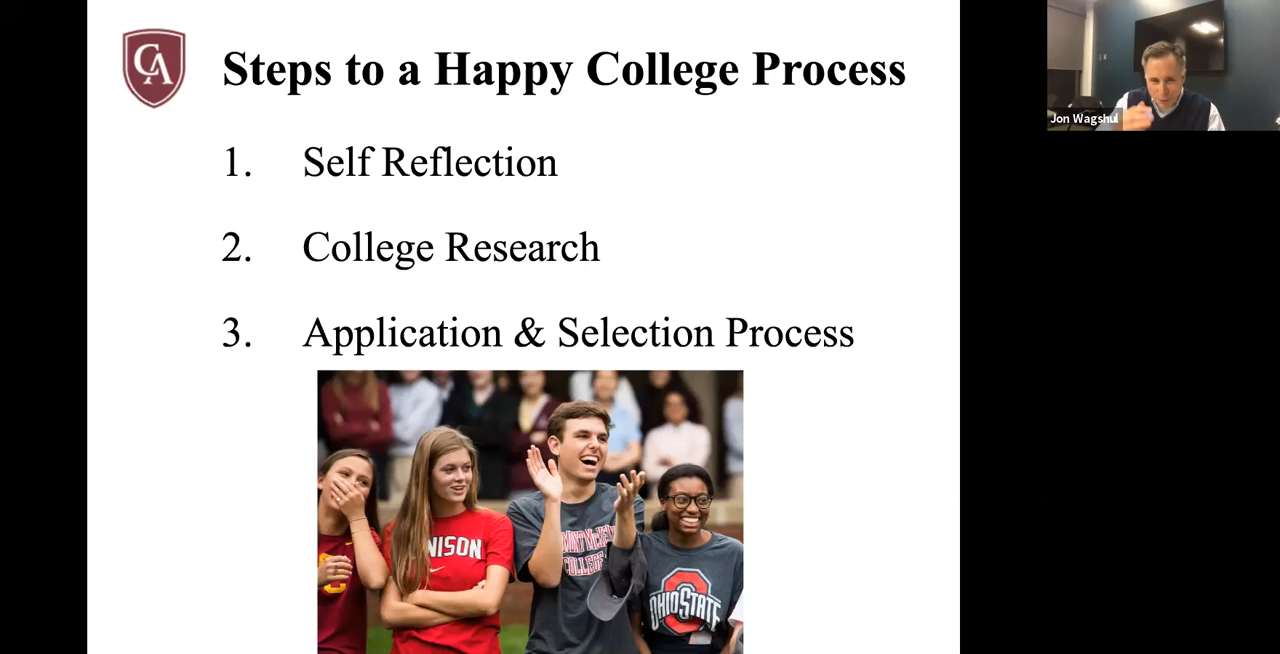 CA
Steps to a Happy College Process
Jon Wagshul
1. Self Reflection
2. College Research
3. Application & Selection Process
NISON
COLLEGE
OHIO STATE